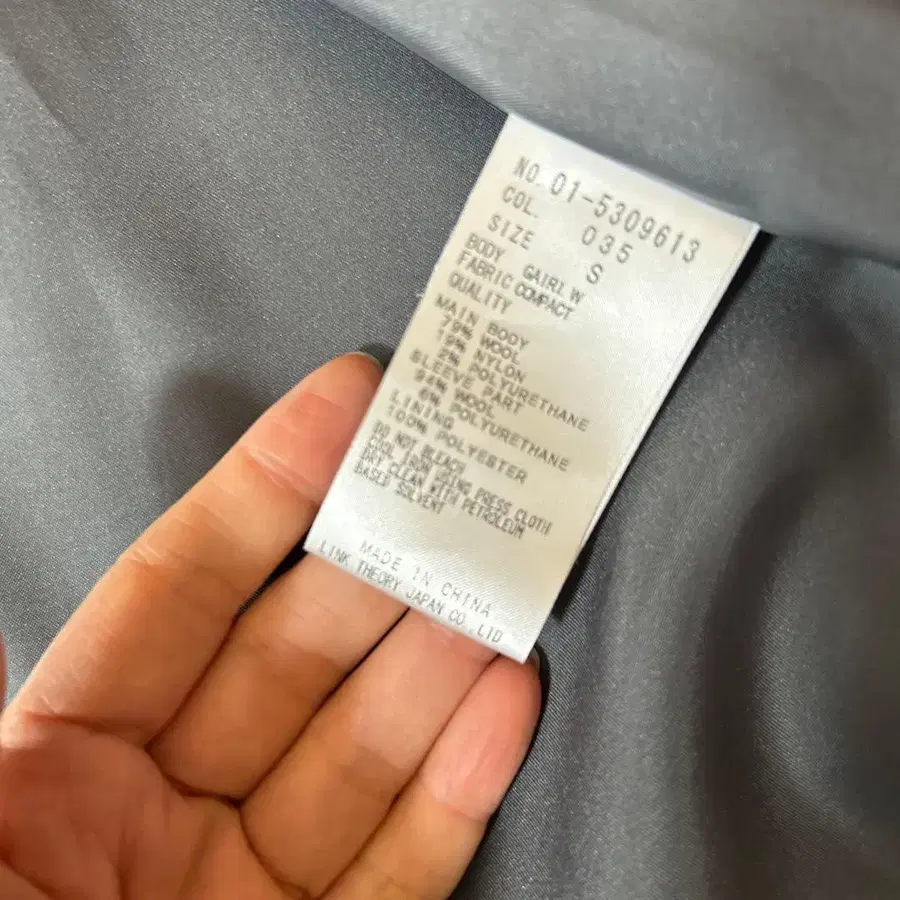 NO. 01-5309613
COL. 035
SIZE S
BODY GAIRI W
FABRIC COMPACT
QUALITY
MAIN BODY
79% WOOL
19% NYLON
2% POLYURETHANE
SLEEVE PART
94% WOOL
6% POLYURETHANE
LINING
100% POLYESTER
DO NOT BLEACH
COOL IRON USING PRESS CLOTH
DRY CLEAN WITH PETROLEUM
BASED SOLVENT
MADE IN CHINA
LINK THEORY JAPAN CO.,LTD